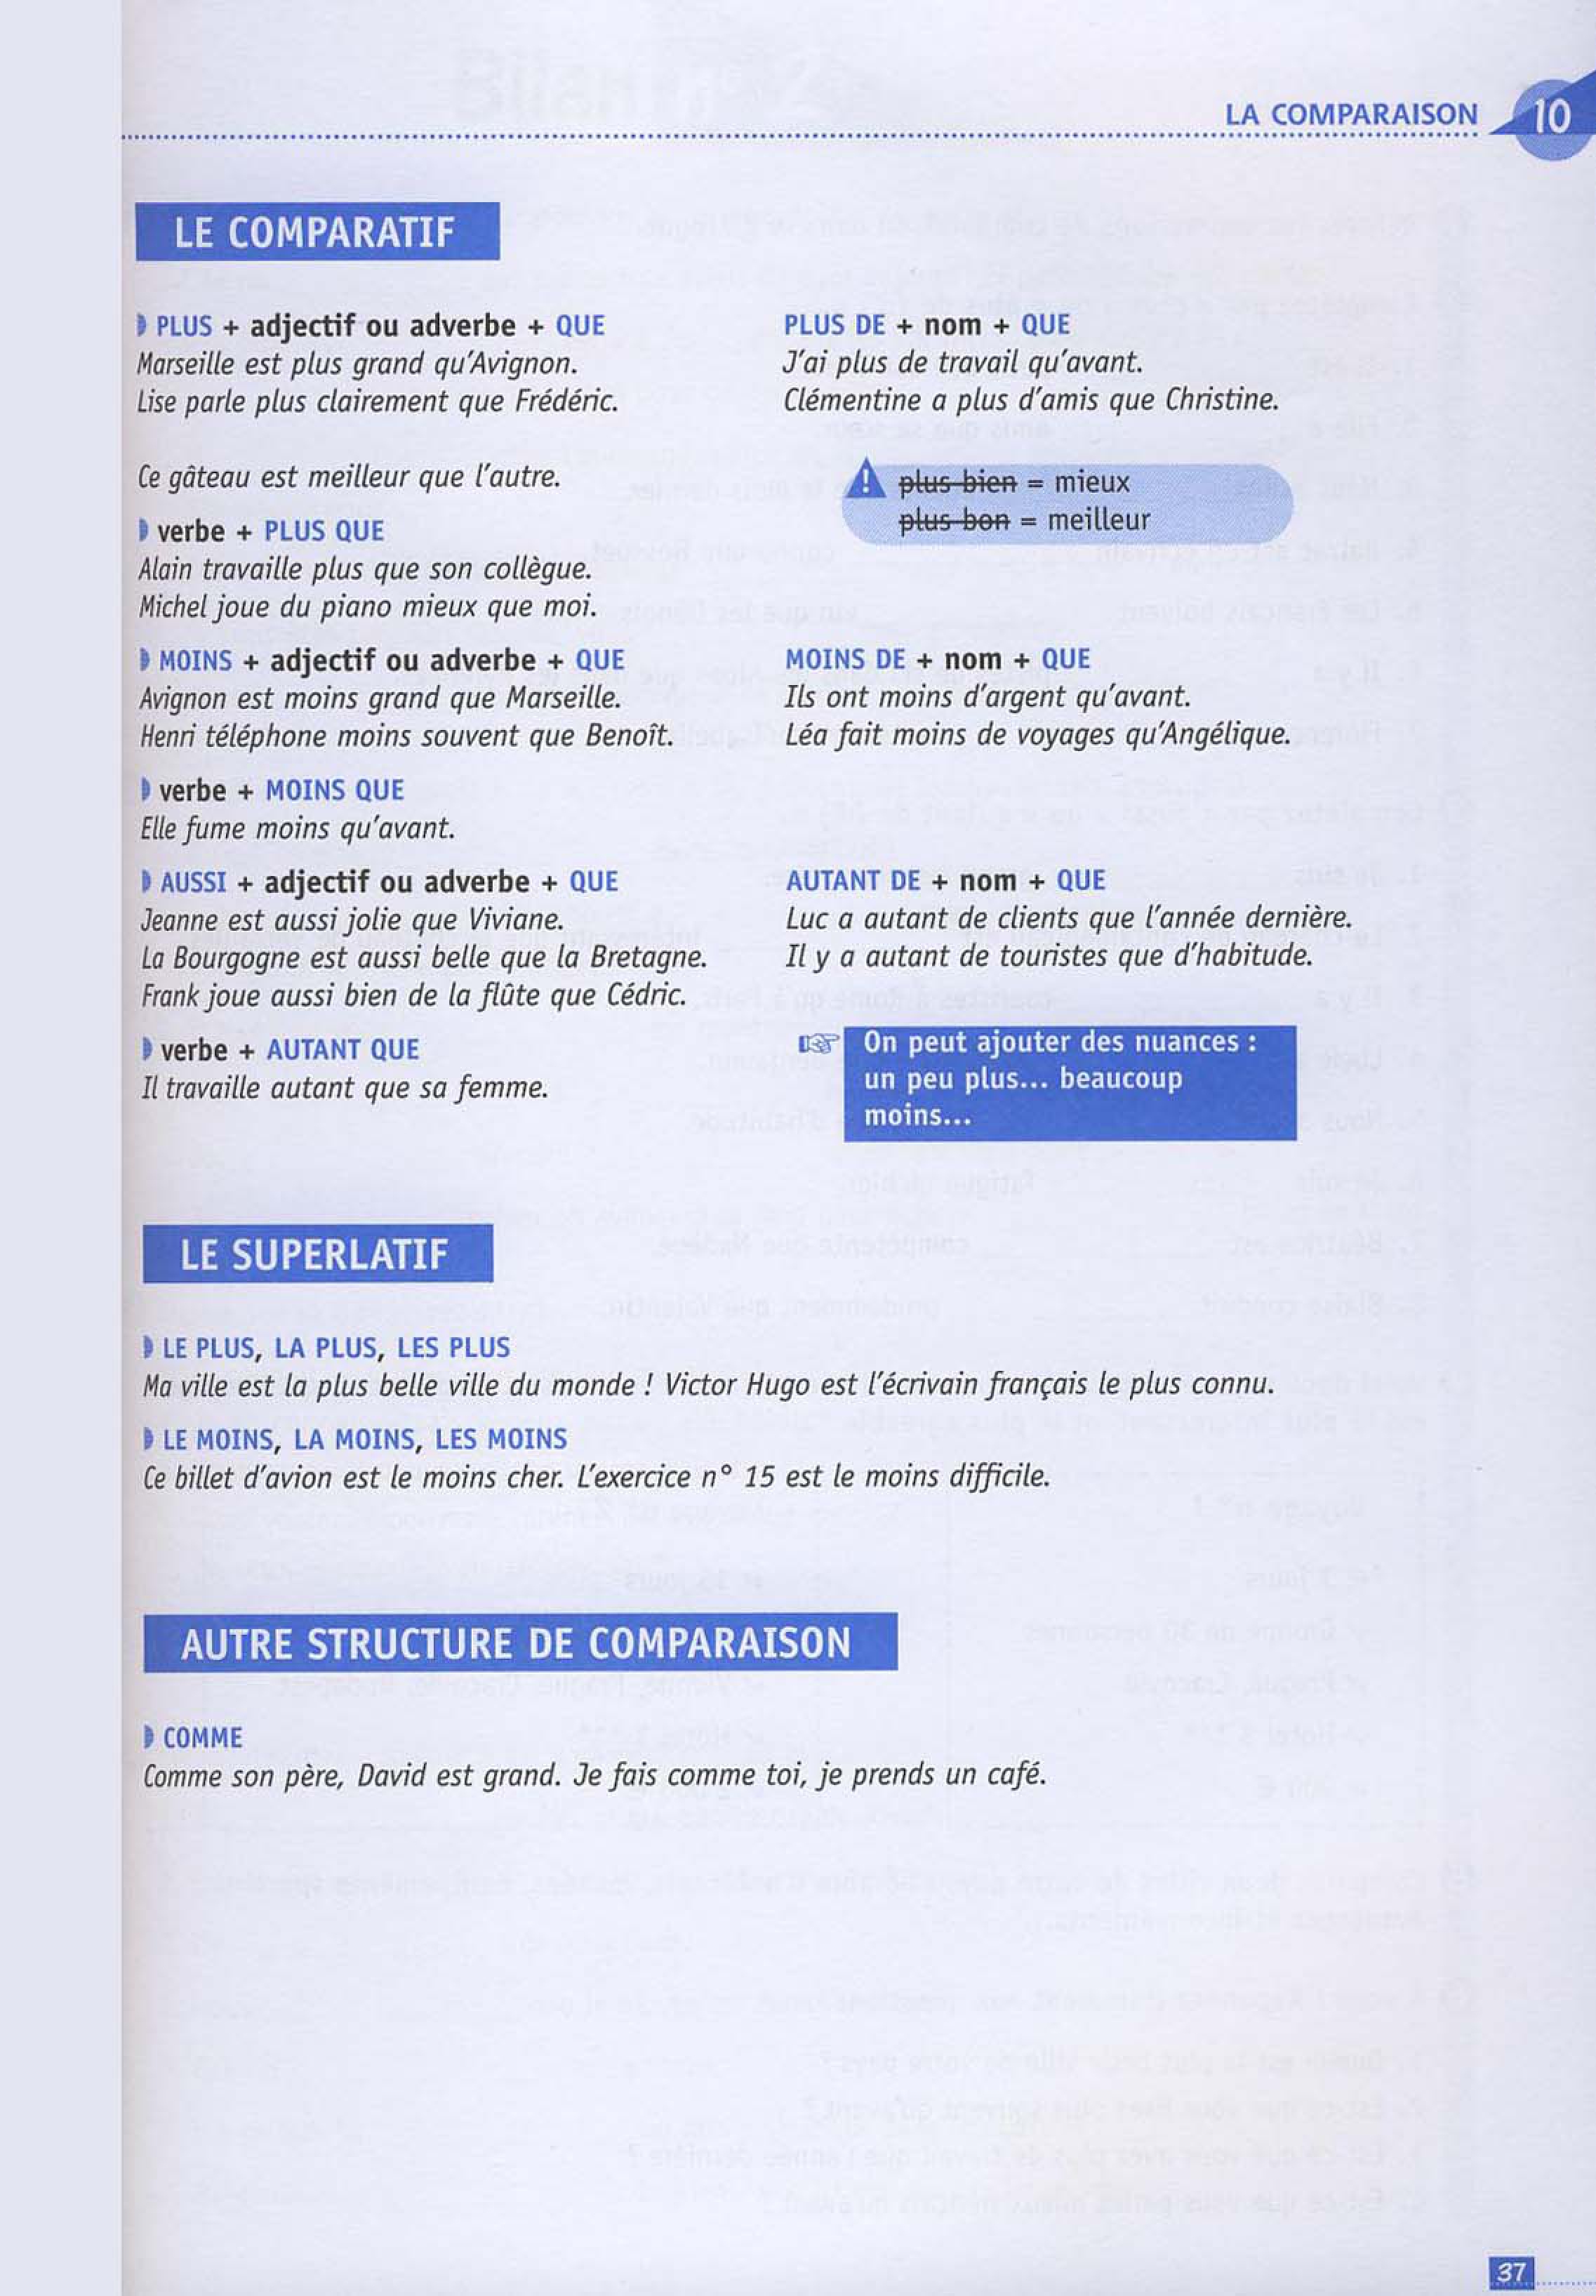 LA COMPARAISON 10
LE COMPARATIF
PLUS + adjectif ou adverbe + QUE
Marseille est plus grand qu'Avignon.
Lise parle plus clairement que Frédéric.
Ce gâteau est meilleur que l'autre.
verbe + PLUS QUE
Alain travaille plus que son collègue.
Michel joue du piano mieux que moi.
PLUS DE + nom + QUE
J'ai plus de travail qu'avant.
Clémentine a plus d'amis que Christine.
! plus bien = mieux
plus bon = meilleur
MOINS + adjectif ou adverbe + QUE
Avignon est moins grand que Marseille.
Henri téléphone moins souvent que Benoît.
verbe + MOINS QUE
Elle fume moins qu'avant.
MOINS DE + nom + QUE
Ils ont moins d'argent qu'avant.
Léa fait moins de voyages qu'Angélique.
AUSSI + adjectif ou adverbe + QUE
Jeanne est aussi jolie que Viviane.
La Bourgogne est aussi belle que la Bretagne.
Frank joue aussi bien de la flûte que Cédric.
verbe + AUTANT QUE
Il travaille autant que sa femme.
AUTANT DE + nom + QUE
Luc a autant de clients que l'année dernière.
Il y a autant de touristes que d'habitude.
On peut ajouter des nuances :
un peu plus... beaucoup
moins...
LE SUPERLATIF
LE PLUS, LA PLUS, LES PLUS
Ma ville est la plus belle ville du monde ! Victor Hugo est l'écrivain français le plus connu.
LE MOINS, LA MOINS, LES MOINS
Ce billet d'avion est le moins cher. L'exercice n° 15 est le moins difficile.
AUTRE STRUCTURE DE COMPARAISON
COMME
Comme son père, David est grand. Je fais comme toi, je prends un café.
37